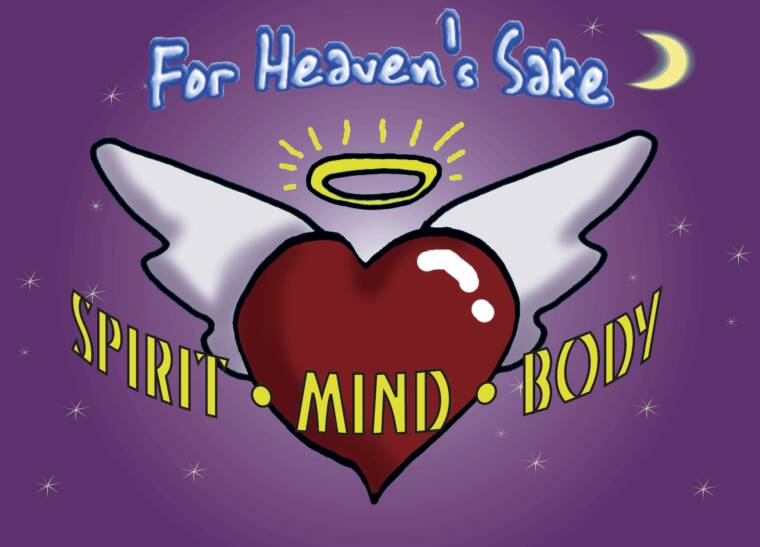 For Heaven's Sake
SPIRIT • MIND • BODY